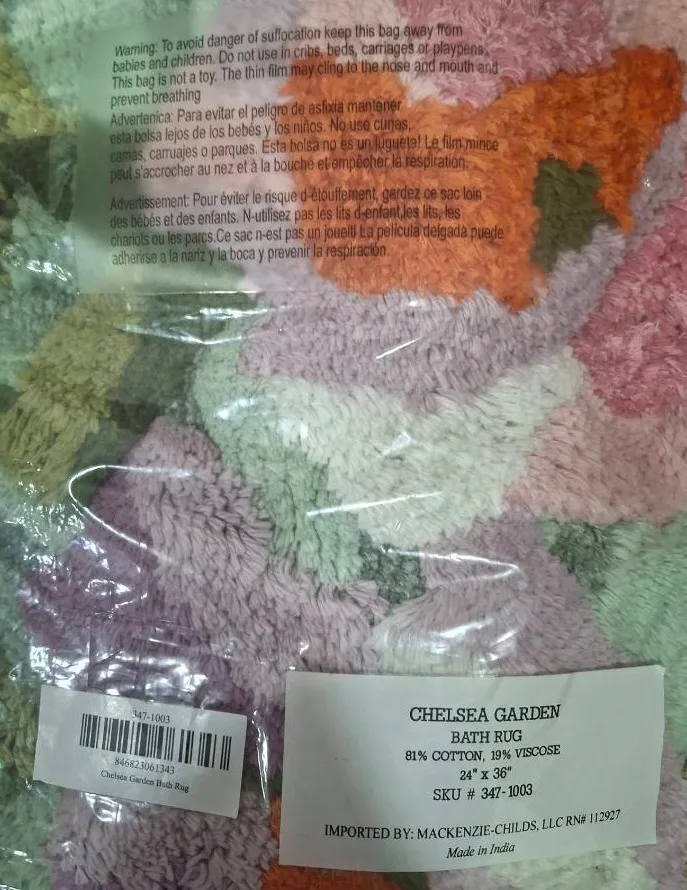 Warning: To avoid danger of suffocation keep this bag away from
babies and children. Do not use in cribs, beds, carriages or playpens.
This bag is not a toy. The thin film may cling to the nose and mouth and
prevent breathing
Advertenica: Para evitar el peligro de asfixia mantener
esta bolsa lejos de los bebés y los niños. No use cunas,
camas, carruajes o parques. Esta bolsa no es un juguete! Le film mince
peut s'accrocher au nez et à la bouche et empêcher la respiration.
Advertissement: Pour éviter le risque d-étouffement, gardez ce sac loin
des bébés et des enfants. N-utilisez pas les lits d-enfant,les lits, les
chariots ou les parcs.Ce sac n-est pas un jouet! La película delgada puede
adherirse a la nariz y la boca y prevenir la respiración.
347-1003
846823061343
Chelsea Garden Bath Rug
CHELSEA GARDEN
BATH RUG
81% COTTON, 19% VISCOSE
24" x 36"
SKU # 347-1003
IMPORTED BY: MACKENZIE-CHILDS, LLC RN# 112927
Made in India